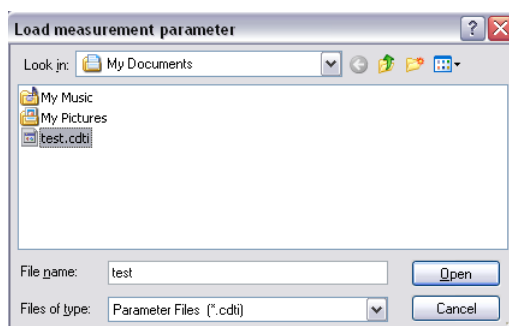 Load measurement parameter
Look in: My Documents
My Music
My Pictures
test.cdti
File name: test Open
Files of type: Parameter Files (*.cdti) Cancel